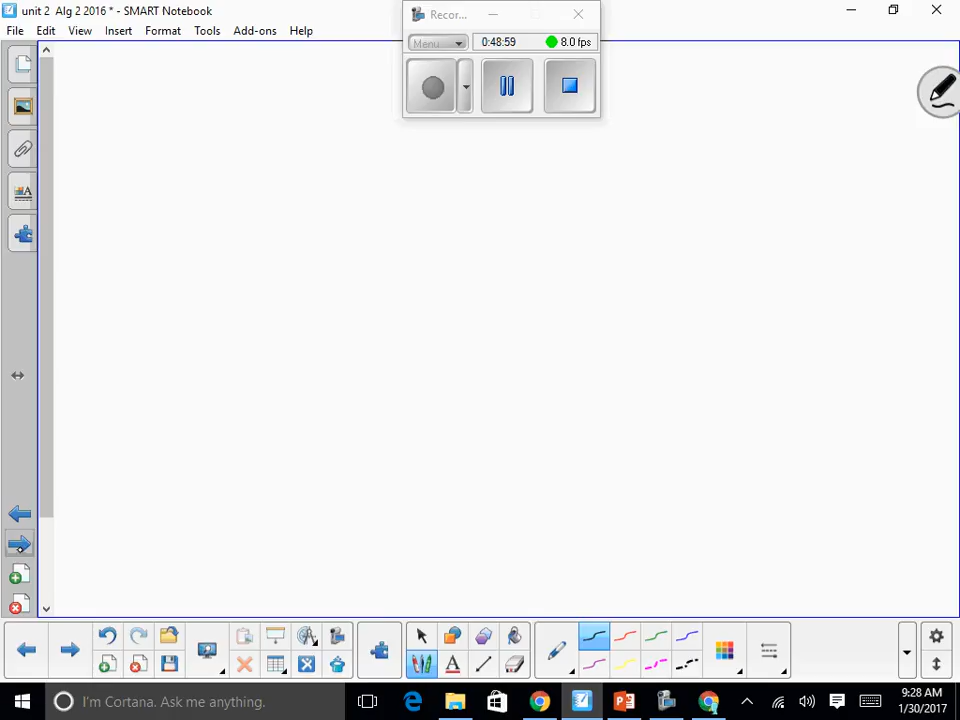 unit 2 Alg 2 2016 * - SMART Notebook
Recor...
File Edit View Insert Format Tools Add-ons Help
Menu 0:48:59 8.0 fps
I'm Cortana. Ask me anything.
9:28 AM
1/30/2017